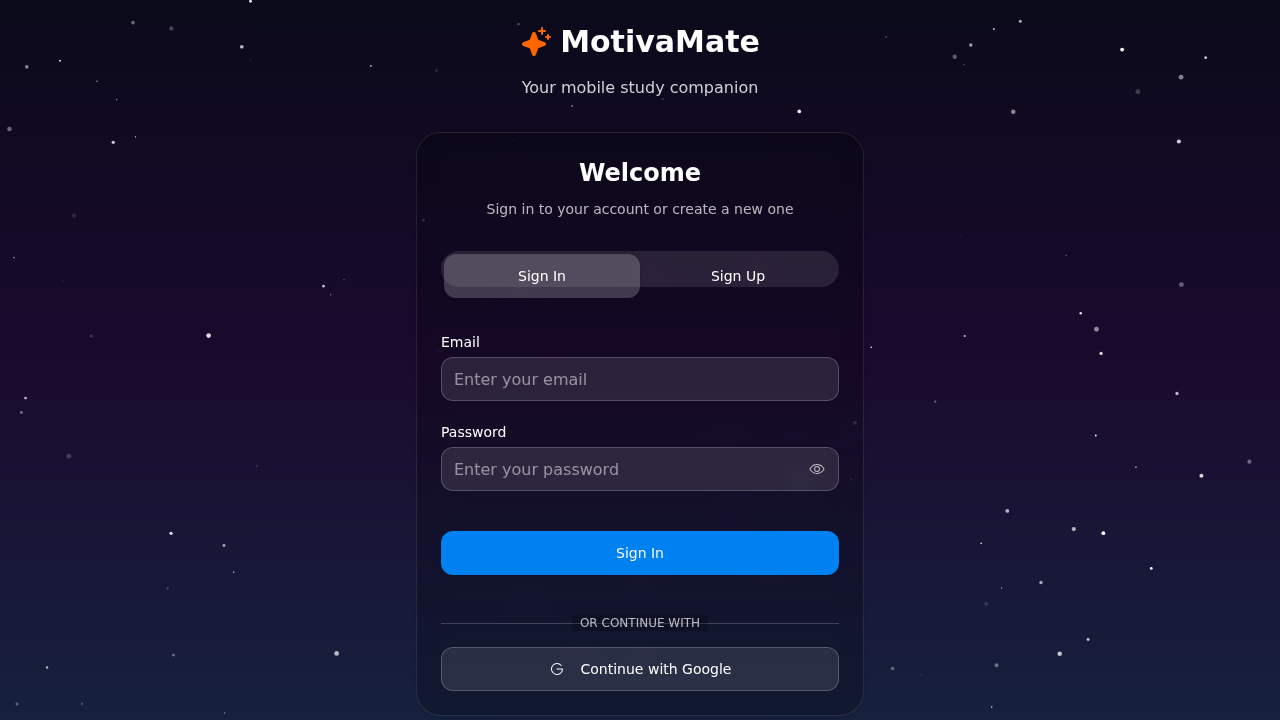 MotivaMate
Your mobile study companion
Welcome
Sign in to your account or create a new one
Sign In
Sign Up
Email
Enter your email
Password
Enter your password
Sign In
OR CONTINUE WITH
Continue with Google